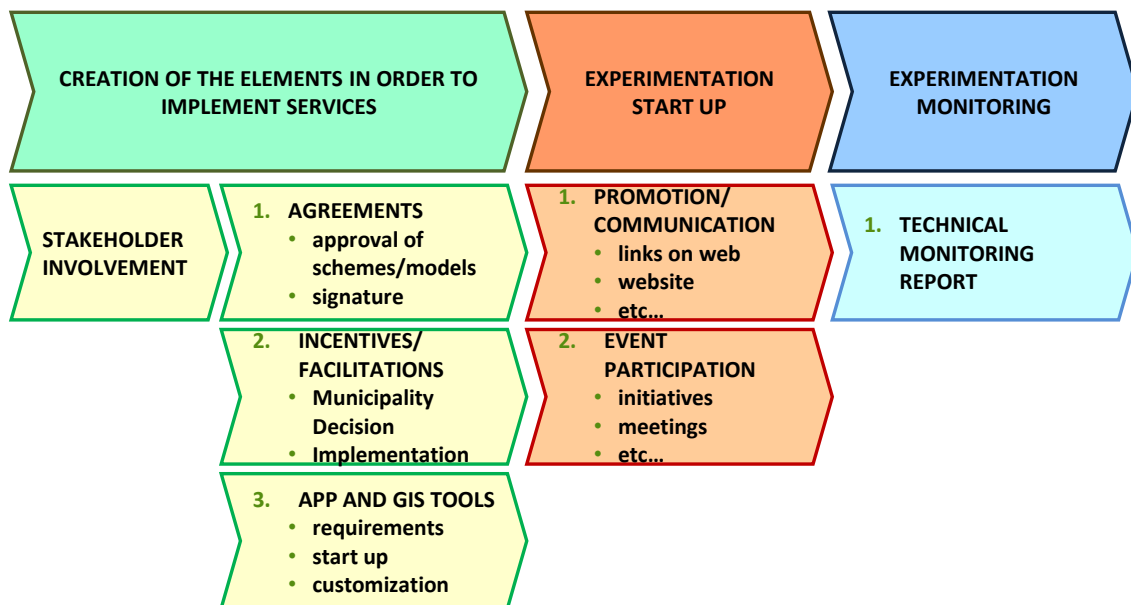 CREATION OF THE ELEMENTS IN ORDER TO
IMPLEMENT SERVICES
EXPERIMENTATION
START UP
EXPERIMENTATION
MONITORING
STAKEHOLDER
INVOLVEMENT
1. AGREEMENTS
• approval of
schemes/models
• signature
2. INCENTIVES/
FACILITATIONS
• Municipality
Decision
• Implementation
3. APP AND GIS TOOLS
• requirements
• start up
• customization
1. PROMOTION/
COMMUNICATION
• links on web
• website
• etc…
2. EVENT
PARTICIPATION
• initiatives
• meetings
• etc…
1. TECHNICAL
MONITORING
REPORT